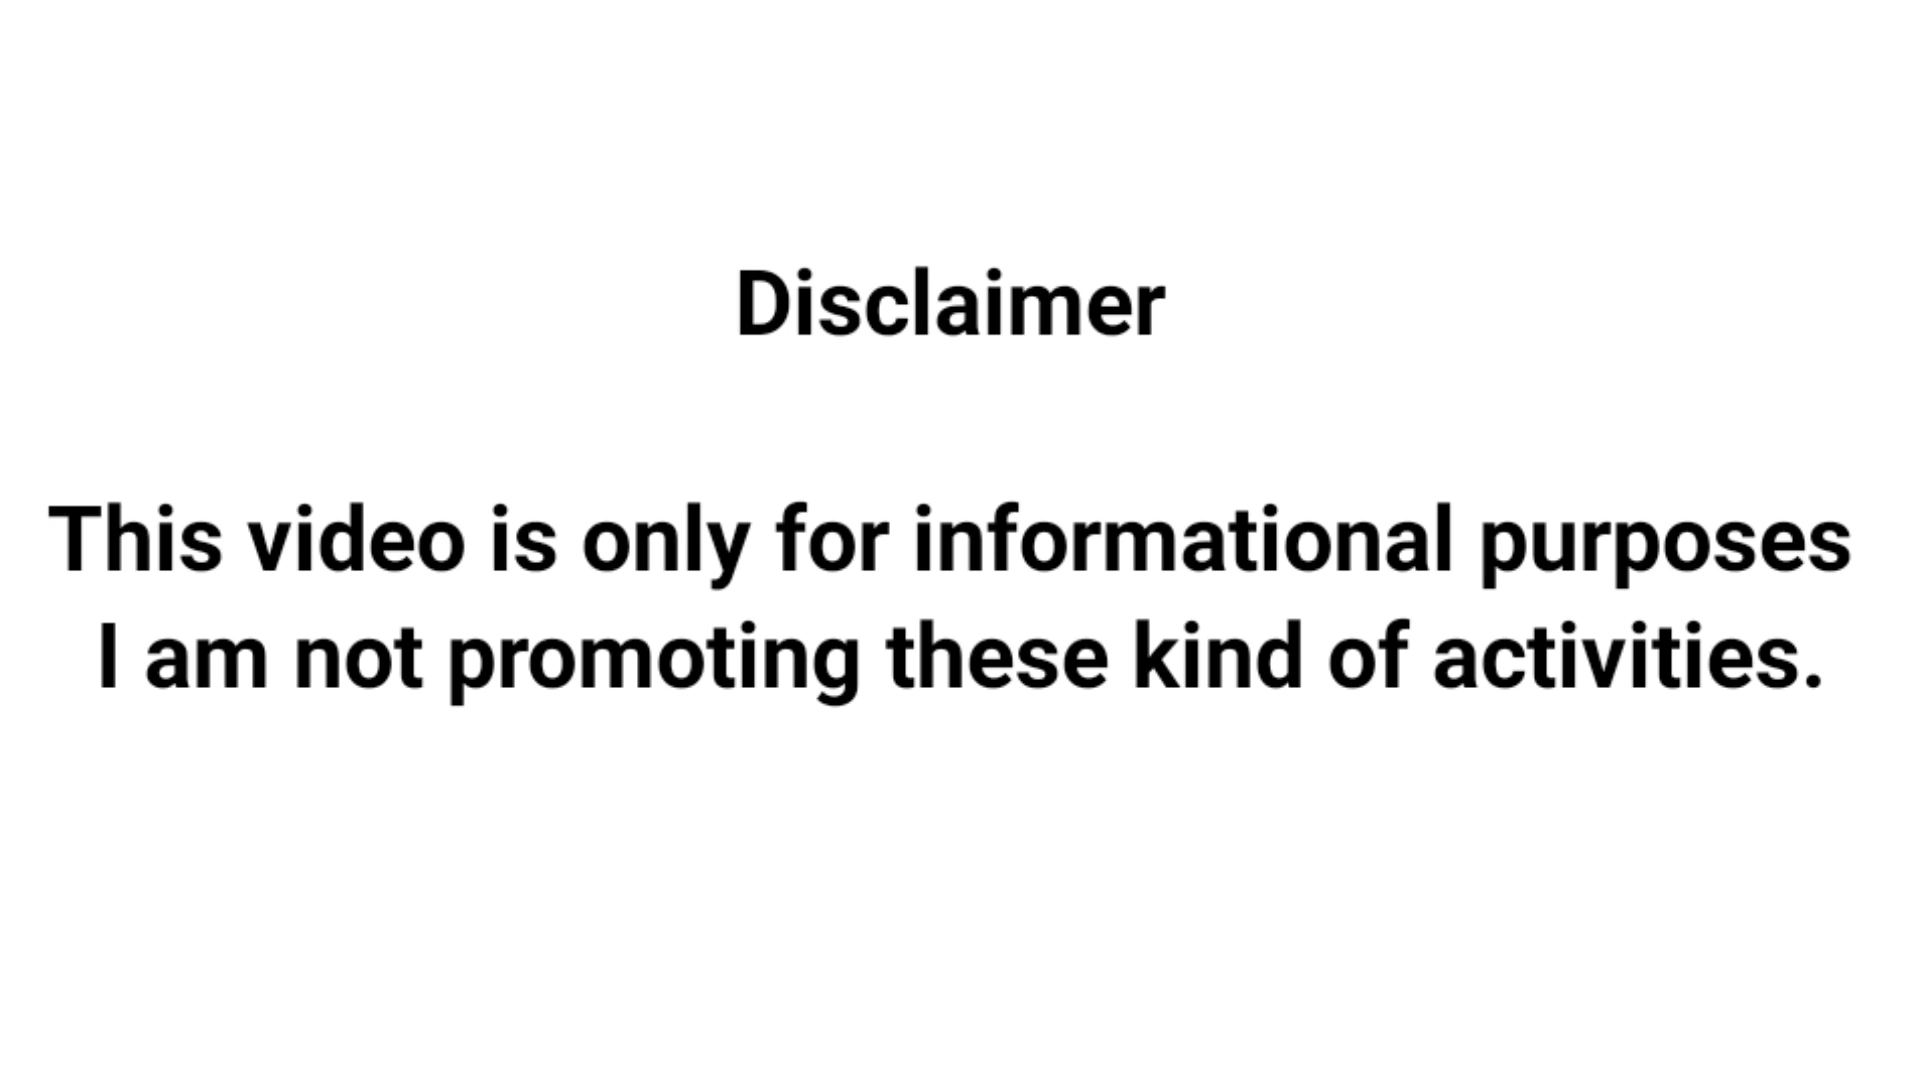 Disclaimer
This video is only for informational purposes
I am not promoting these kind of activities.